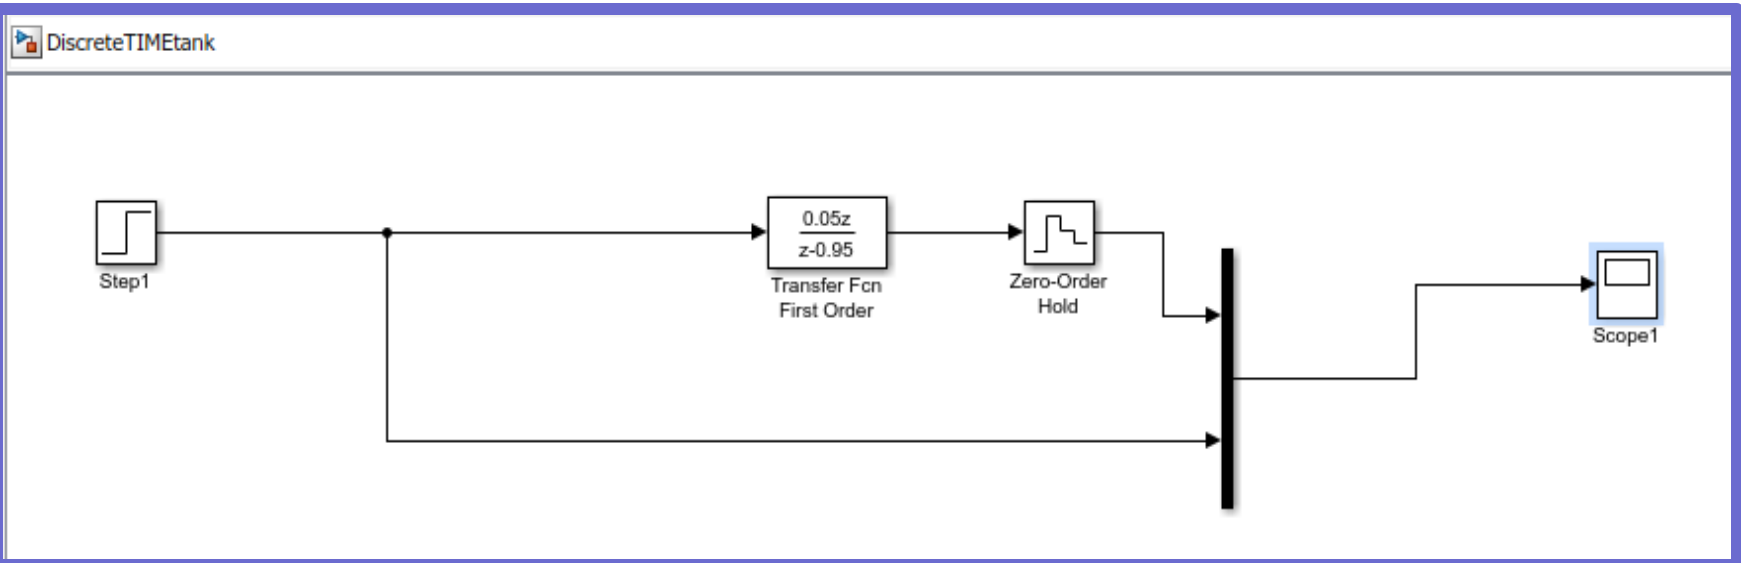 DiscreteTIMEtank
0.05z
z-0.95
Step1
Transfer Fcn
First Order
Zero-Order
Hold
Scope1